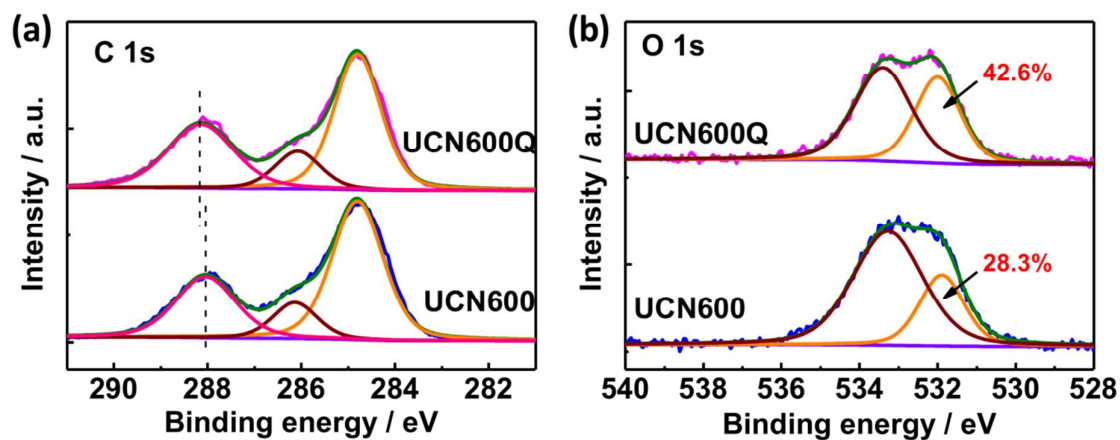 (a)
C 1s
UCN600Q
UCN600
Intensity / a.u.
290 288 286 284 282
Binding energy / eV
(b)
O 1s
42.6%
UCN600Q
28.3%
UCN600
Intensity / a.u.
540 538 536 534 532 530 528
Binding energy / eV